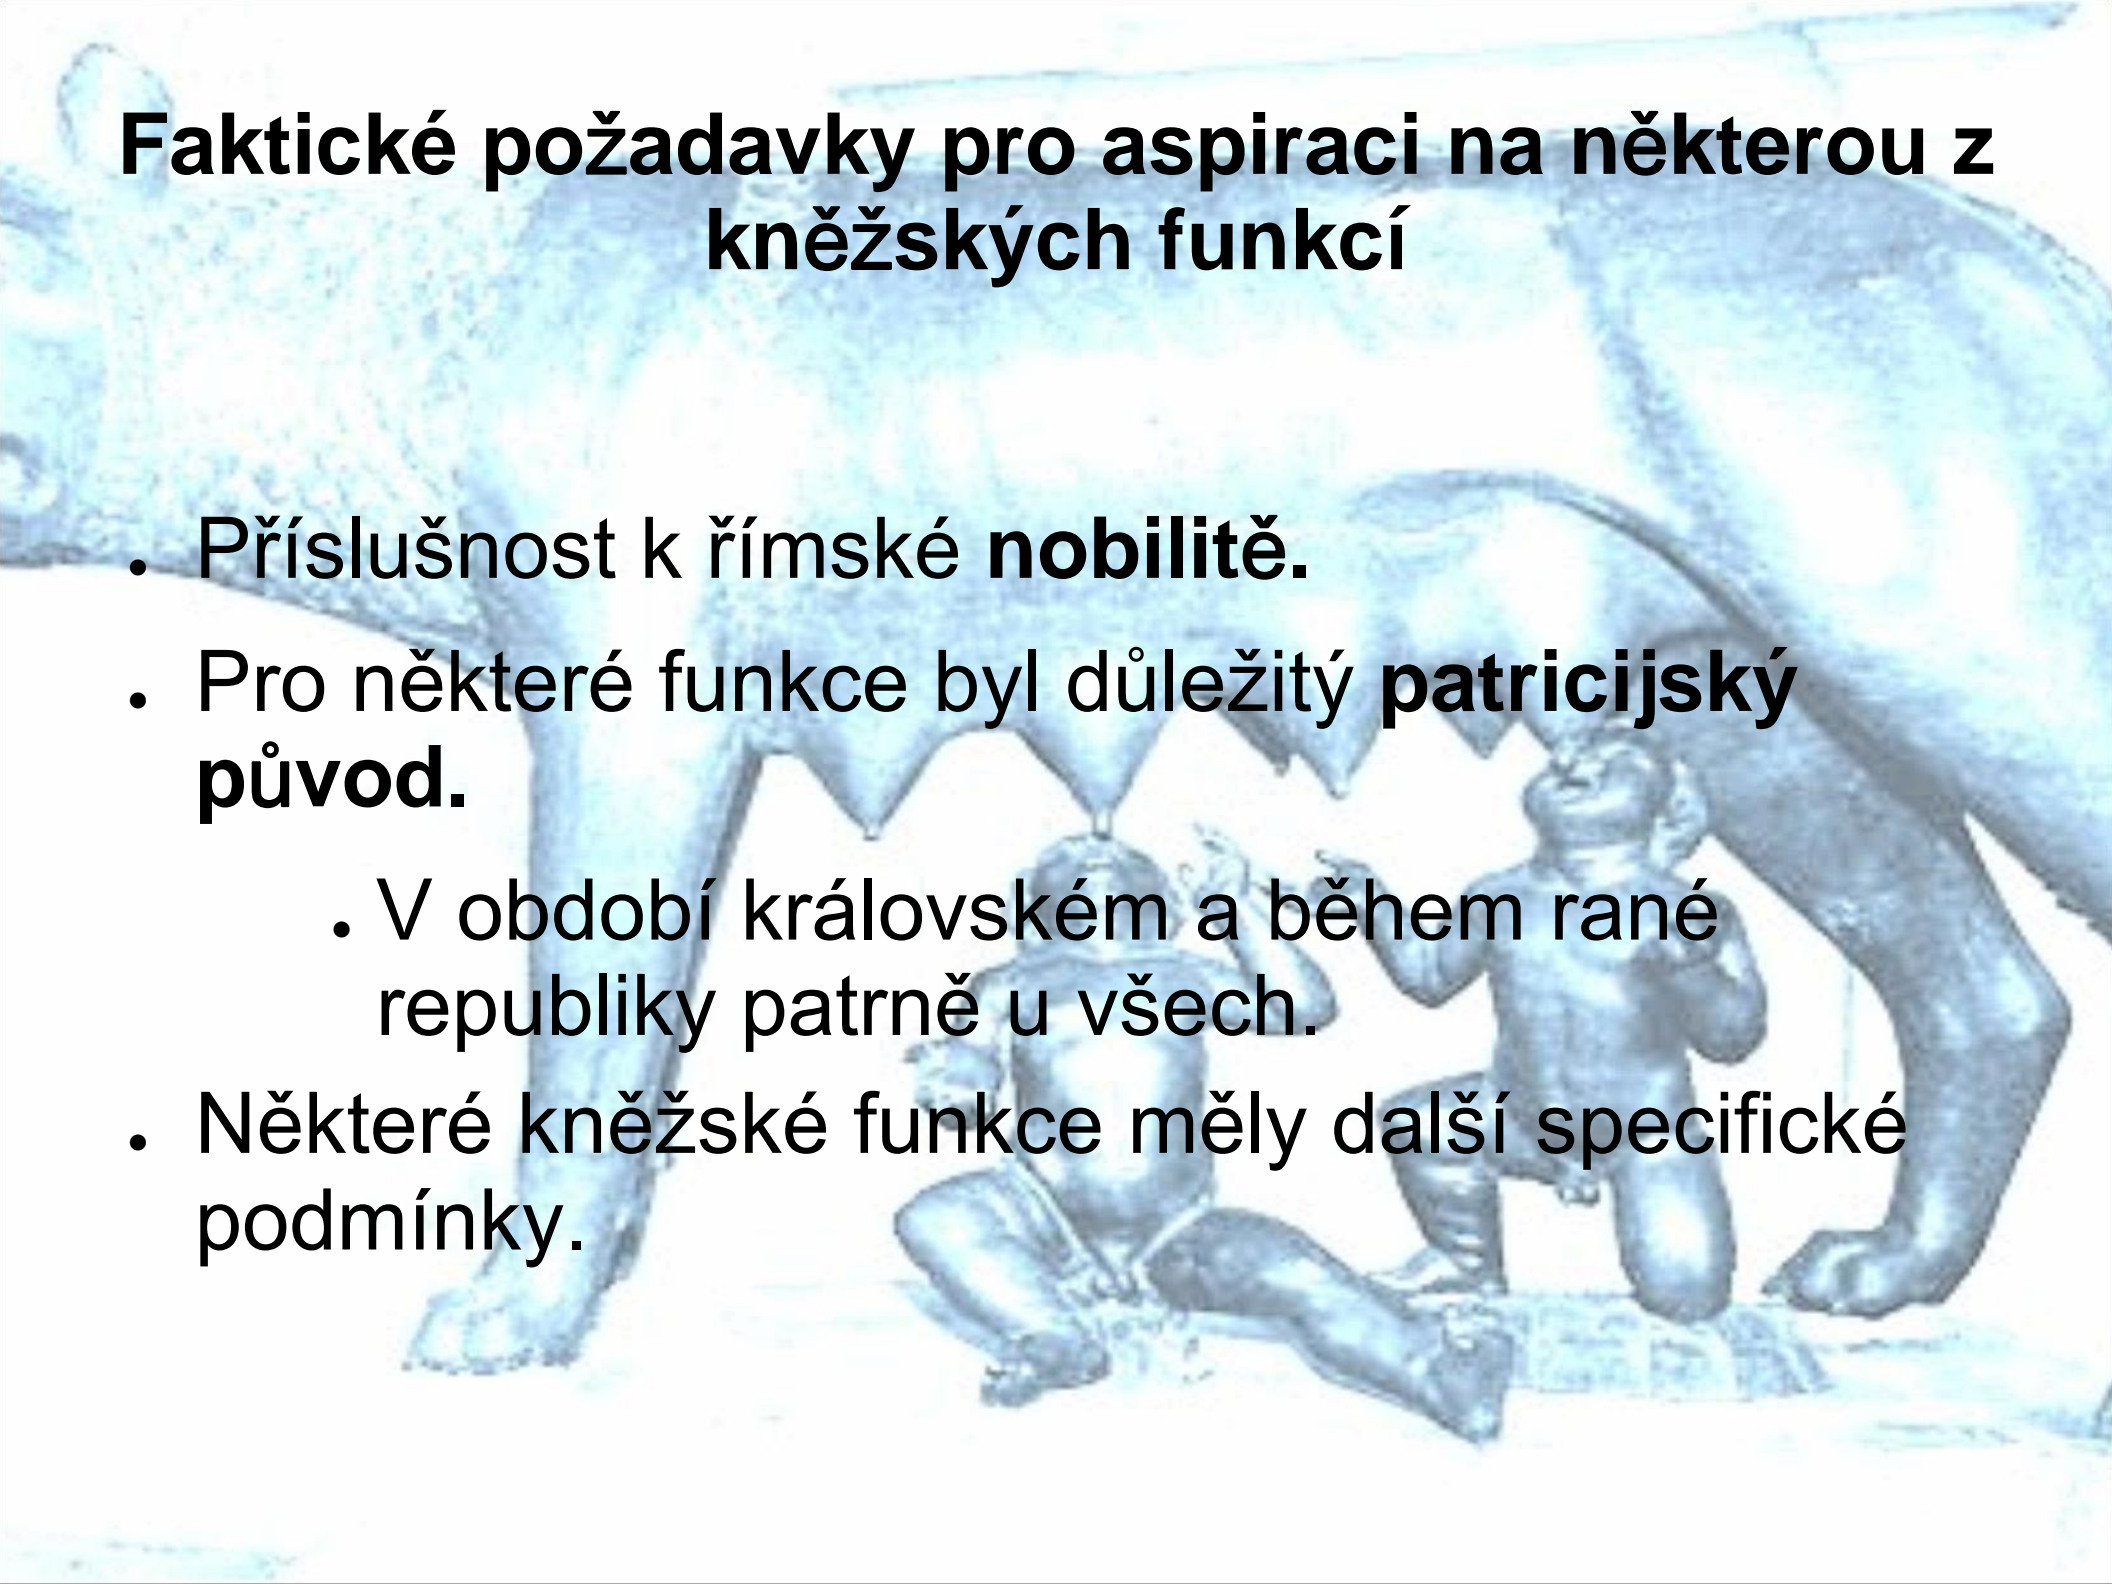 Faktické požadavky pro aspiraci na některou z
kněžských funkcí
● Příslušnost k římské nobilitě.
● Pro některé funkce byl důležitý patricijský
původ.
● V období královském a během rané
republiky patrně u všech.
● Některé kněžské funkce měly další specifické
podmínky.